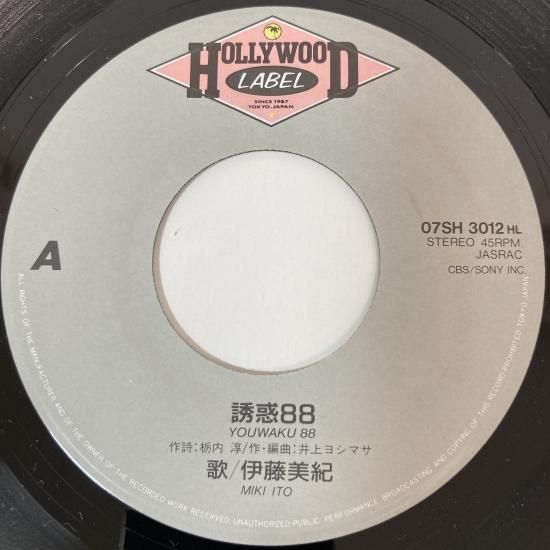 HOLLYWOOD
LABEL
SINCE 1987
TOKYO. JAPAN.
A
07SH 3012 HL
STEREO 45RPM.
JASRAC
CBS/SONY INC.
誘惑88
YOUWAKU 88
作詩：栃内 淳/作・編曲：井上ヨシマサ
歌/伊藤美紀
MIKI ITO
ALL RIGHTS OF THE MANUFACTURER AND OF THE OWNER OF THE RECORDED WORK RESERVED. UNAUTHORIZED PUBLIC PERFORMANCE. BROADCASTING AND COPYING OF THIS RECORD PROHIBITED TOKYO. JAPAN